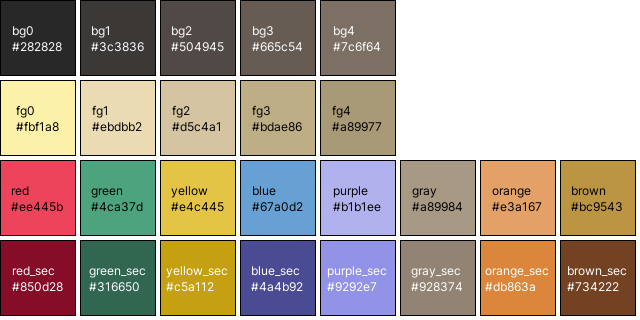 bg0 bg1 bg2 bg3 bg4
#282828 #3c3836 #504945 #665c54 #7c6f64
fg0 fg1 fg2 fg3 fg4
#fbf1a8 #ebdbb2 #d5c4a1 #bdae86 #a89977
red green yellow blue purple gray orange brown
#ee445b #4ca37d #e4c445 #67a0d2 #b1b1ee #a89984 #e3a167 #bc9543
red_sec green_sec yellow_sec blue_sec purple_sec gray_sec orange_sec brown_sec
#850d28 #316650 #c5a112 #4a4b92 #9292e7 #928374 #db863a #734222